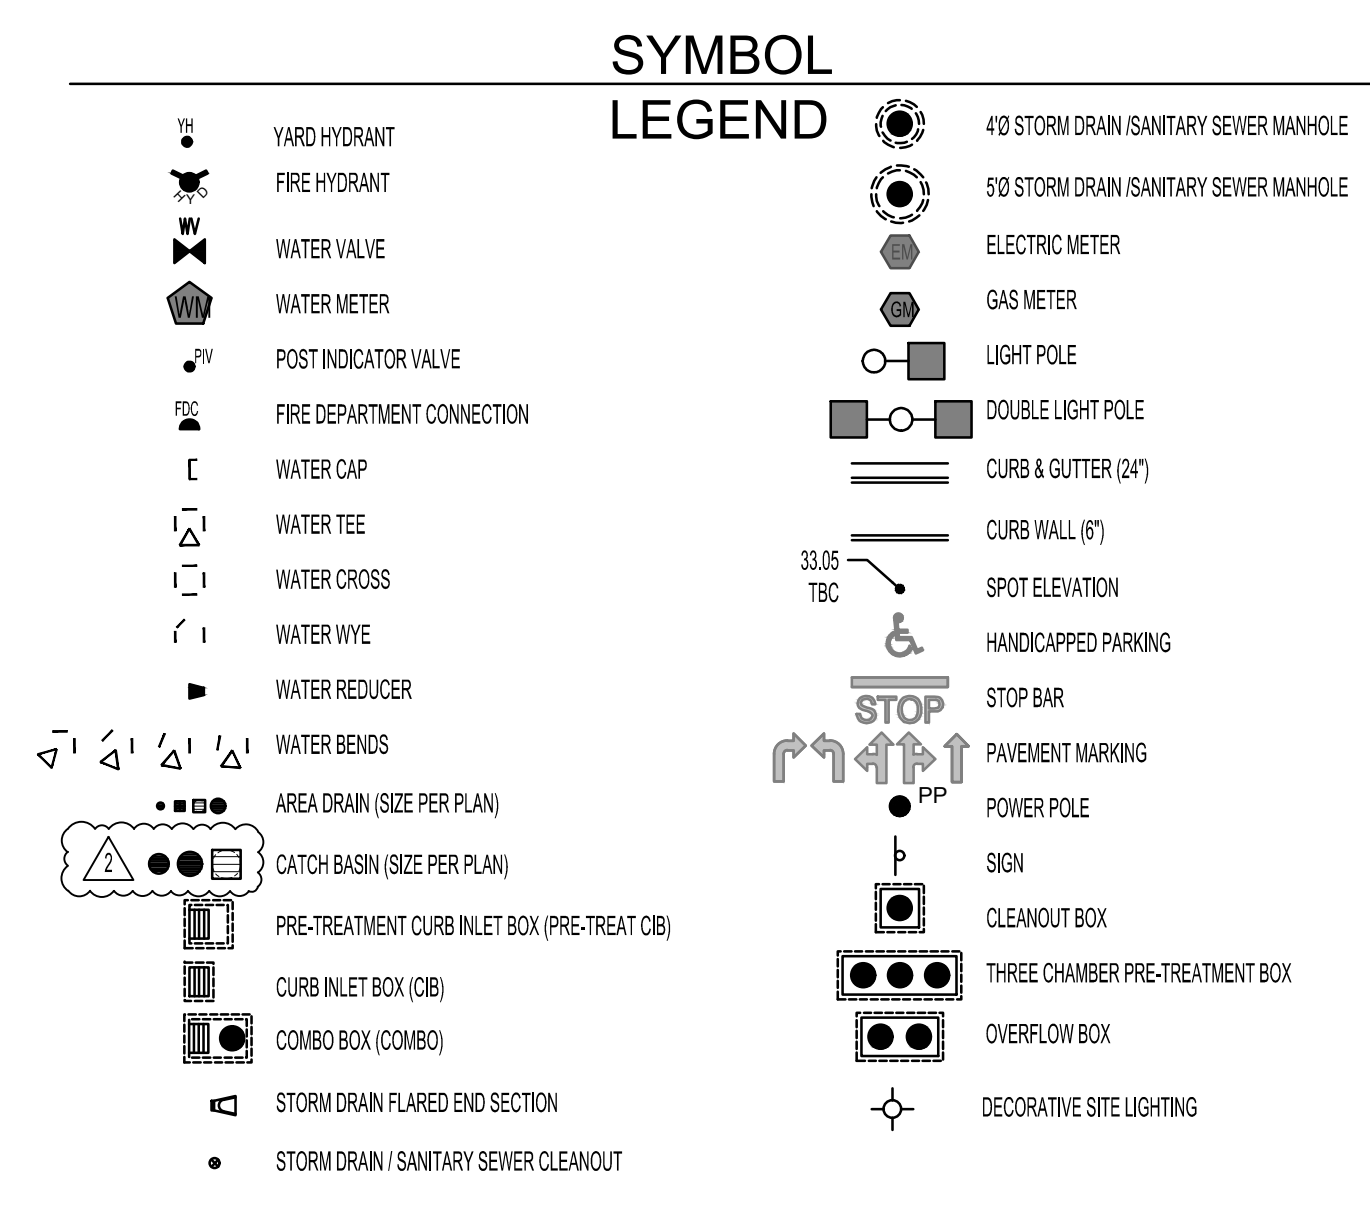 SYMBOL
LEGEND
YH
YARD HYDRANT
HYD
FIRE HYDRANT
WV
WATER VALVE
WM
WATER METER
PIV
POST INDICATOR VALVE
FDC
FIRE DEPARTMENT CONNECTION
WATER CAP
WATER TEE
WATER CROSS
WATER WYE
WATER REDUCER
WATER BENDS
AREA DRAIN (SIZE PER PLAN)
2
CATCH BASIN (SIZE PER PLAN)
PRE-TREATMENT CURB INLET BOX (PRE-TREAT CIB)
CURB INLET BOX (CIB)
COMBO BOX (COMBO)
STORM DRAIN FLARED END SECTION
STORM DRAIN / SANITARY SEWER CLEANOUT
4'Ø STORM DRAIN /SANITARY SEWER MANHOLE
5'Ø STORM DRAIN /SANITARY SEWER MANHOLE
EM
ELECTRIC METER
GM
GAS METER
LIGHT POLE
DOUBLE LIGHT POLE
CURB & GUTTER (24")
CURB WALL (6")
33.05
TBC
SPOT ELEVATION
HANDICAPPED PARKING
STOP
STOP BAR
PAVEMENT MARKING
PP
POWER POLE
SIGN
CLEANOUT BOX
THREE CHAMBER PRE-TREATMENT BOX
OVERFLOW BOX
DECORATIVE SITE LIGHTING